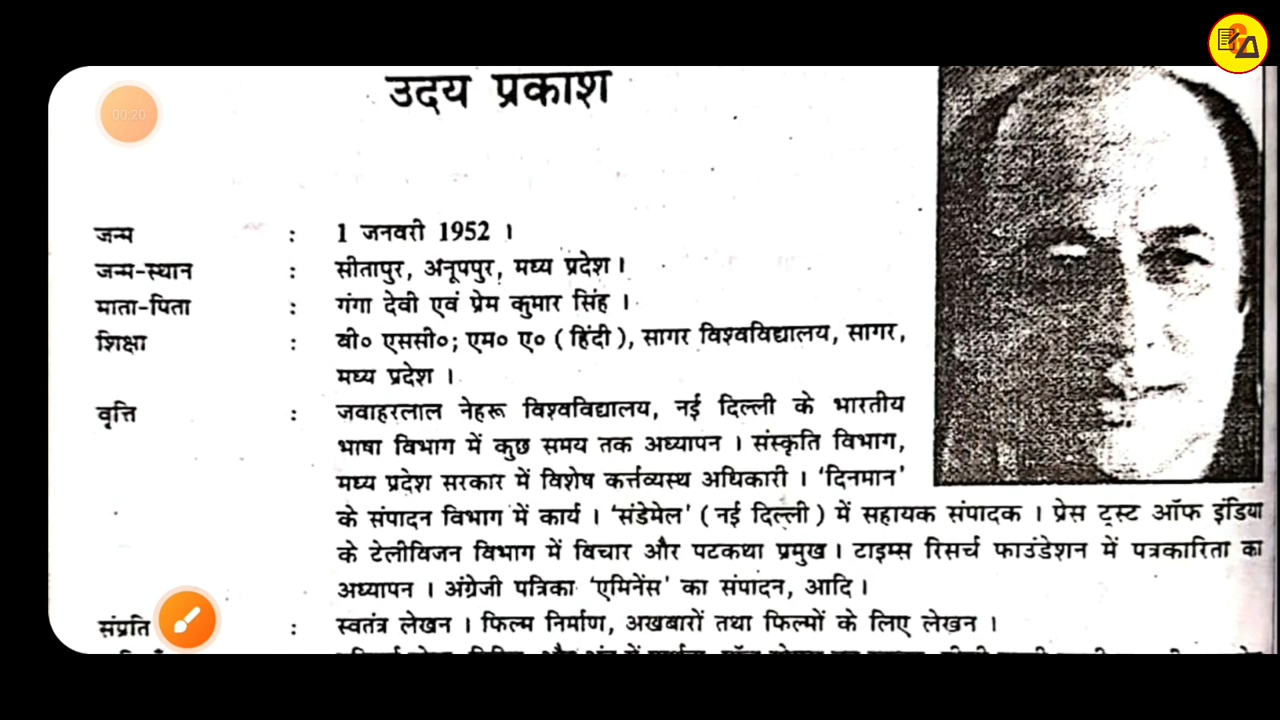 उदय प्रकाश
00:20
जन्म : 1 जनवरी 1952 ।
जन्म-स्थान : सीतापुर, अनूपपुर, मध्य प्रदेश ।
माता-पिता : गंगा देवी एवं प्रेम कुमार सिंह ।
शिक्षा : बी० एससी०; एम० ए० (हिंदी), सागर विश्वविद्यालय, सागर,
मध्य प्रदेश ।
वृत्ति : जवाहरलाल नेहरू विश्वविद्यालय, नई दिल्ली के भारतीय
भाषा विभाग में कुछ समय तक अध्यापन । संस्कृति विभाग,
मध्य प्रदेश सरकार में विशेष कर्त्तव्यस्थ अधिकारी । 'दिनमान'
के संपादन विभाग में कार्य । 'संडेमेल' (नई दिल्ली) में सहायक संपादक । प्रेस ट्रस्ट ऑफ इंडिया
के टेलीविजन विभाग में विचार और पटकथा प्रमुख । टाइम्स रिसर्च फाउंडेशन में पत्रकारिता का
अध्यापन । अंग्रेजी पत्रिका 'एमिनेंस' का संपादन, आदि ।
संप्रति : स्वतंत्र लेखन । फिल्म निर्माण, अखबारों तथा फिल्मों के लिए लेखन ।